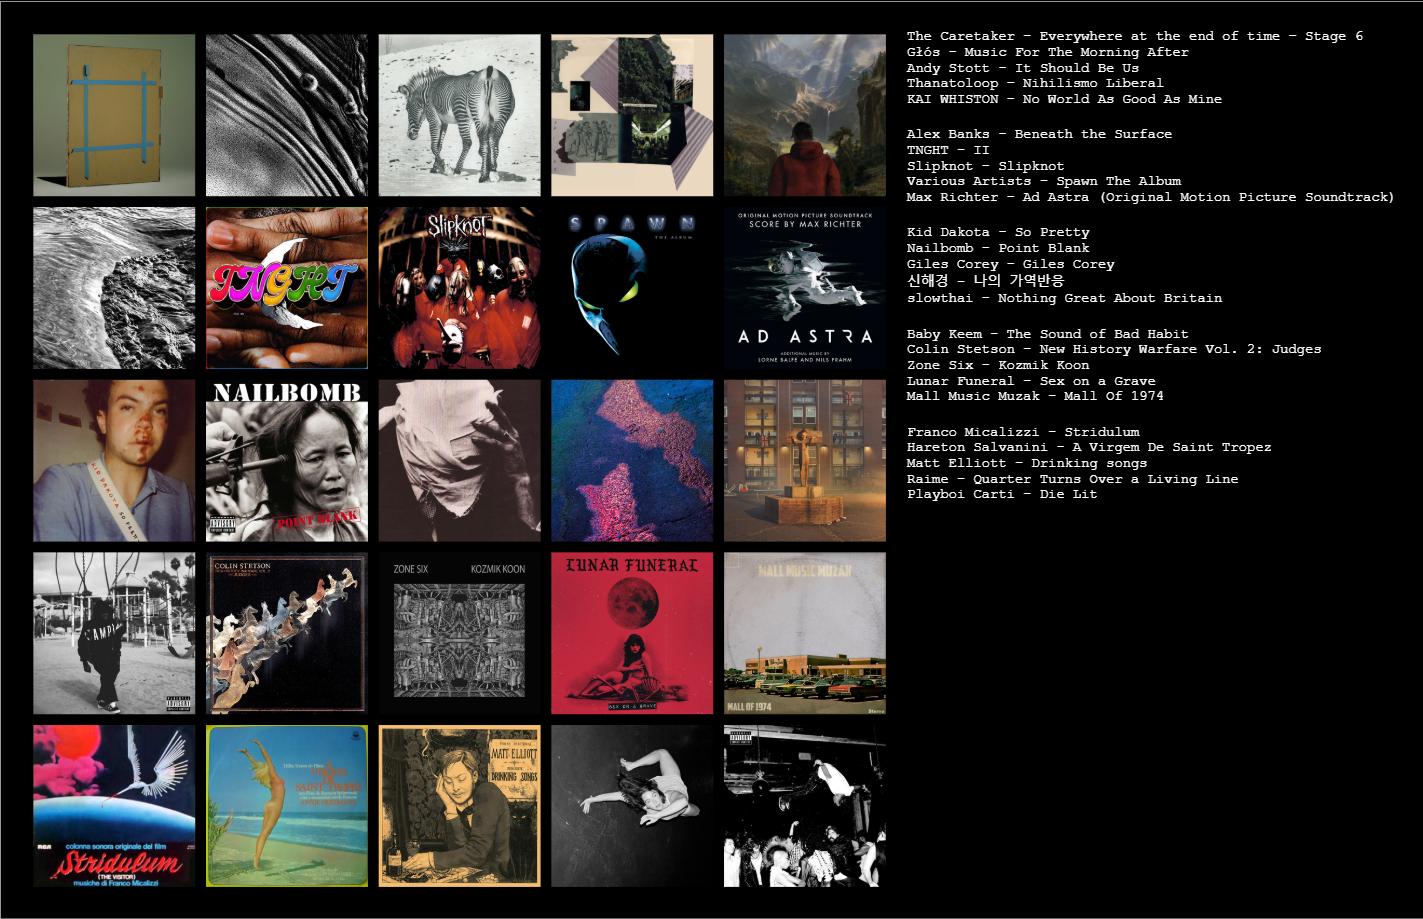 The Caretaker - Everywhere at the end of time - Stage 6
Głós - Music For The Morning After
Andy Stott - It Should Be Us
Thanatoloop - Nihilismo Liberal
KAI WHISTON - No World As Good As Mine
Alex Banks - Beneath the Surface
TNGHT - II
Slipknot - Slipknot
Various Artists - Spawn The Album
Max Richter - Ad Astra (Original Motion Picture Soundtrack)
Kid Dakota - So Pretty
Nailbomb - Point Blank
Giles Corey - Giles Corey
신해경 - 나의 가역반응
slowthai - Nothing Great About Britain
Baby Keem - The Sound of Bad Habit
Colin Stetson - New History Warfare Vol. 2: Judges
Zone Six - Kozmik Koon
Lunar Funeral - Sex on a Grave
Mall Music Muzak - Mall Of 1974
Franco Micalizzi - Stridulum
Hareton Salvanini - A Virgem De Saint Tropez
Matt Elliott - Drinking songs
Raime - Quarter Turns Over a Living Line
Playboi Carti - Die Lit
TNGHT
SLIPKNOT
SPAWN
THE ALBUM
ORIGINAL MOTION PICTURE SOUNDTRACK
SCORE BY MAX RICHTER
AD ASTRA
ADDITIONAL MUSIC BY
LORNE BALFE AND NILS FRAHM
KID DAKOTA SO PRETTY
NAILBOMB
POINT BLANK
COLIN STETSON
ZONE SIX KOZMIK KOON
LUNAR FUNERAL
SEX ON A GRAVE
MALL MUSIC MUZAK
MALL OF 1974
Stereo
RCA
colonna sonora originale del film
Stridulum
(THE VISITOR)
musiche di Franco Micalizzi
SAINT TROPEZ
MATT ELLIOTT
DRINKING SONGS